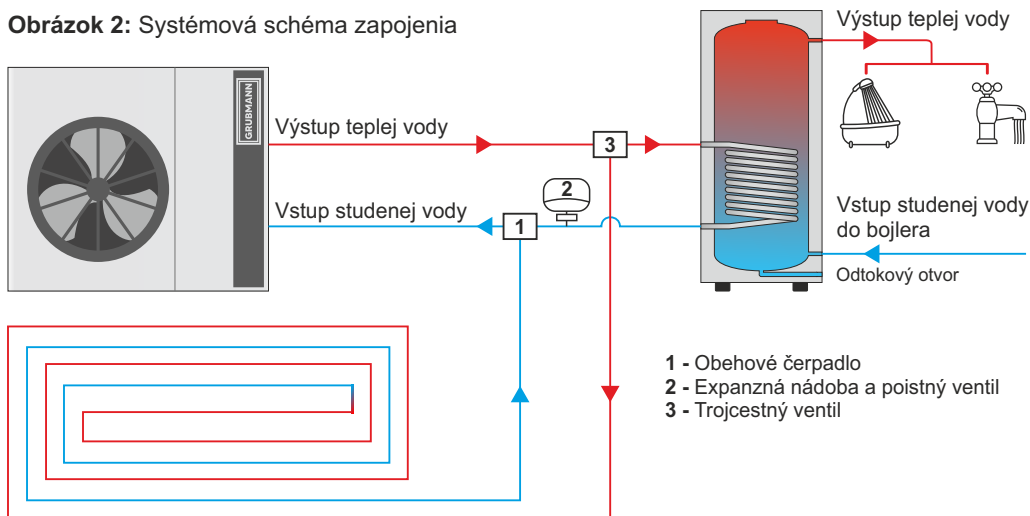 Obrázok 2: Systémová schéma zapojenia
Výstup teplej vody
GRUBMANN
Výstup teplej vody
3
2
Vstup studenej vody
1
Vstup studenej vody
do bojlera
Odtokový otvor
1 - Obehové čerpadlo
2 - Expanzná nádoba a poistný ventil
3 - Trojcestný ventil